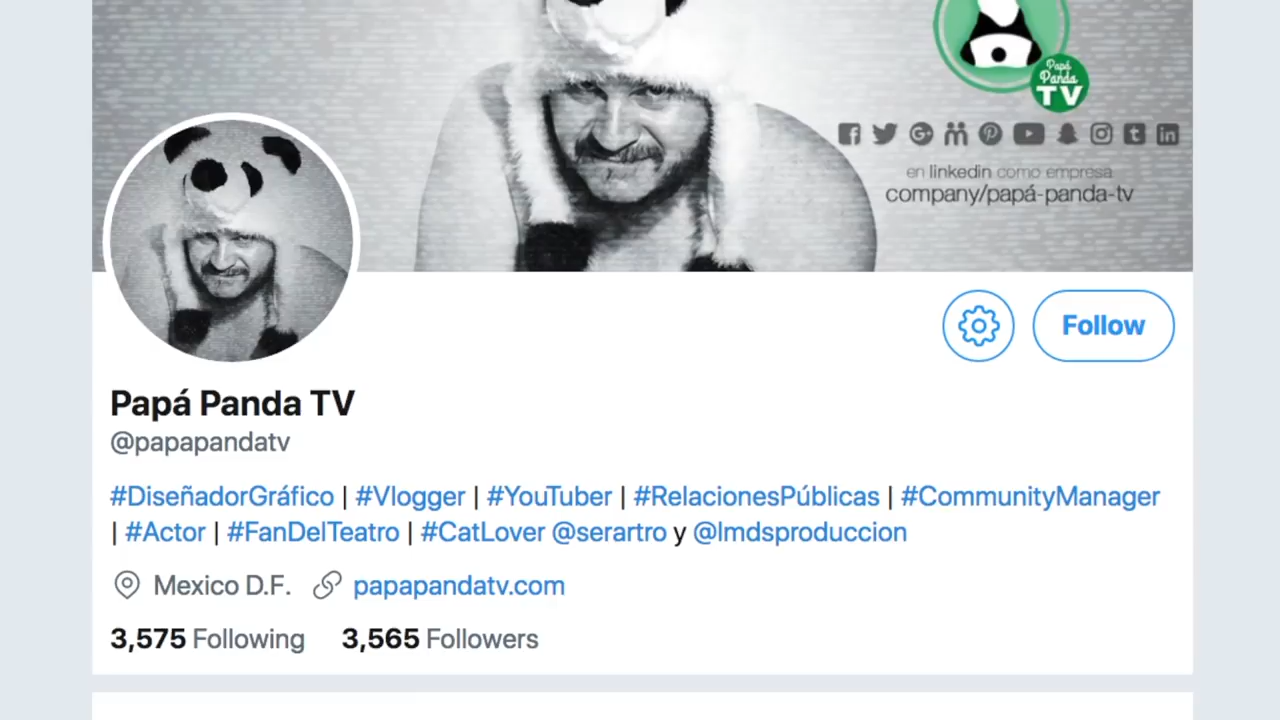 Papá
Panda
TV
en linkedin como empresa
company/papá-panda-tv
Follow
Papá Panda TV
@papapandatv
#DiseñadorGráfico | #Vlogger | #YouTuber | #RelacionesPúblicas | #CommunityManager
| #Actor | #FanDelTeatro | #CatLover @serartro y @lmdsproduccion
Mexico D.F. papapandatv.com
3,575 Following 3,565 Followers